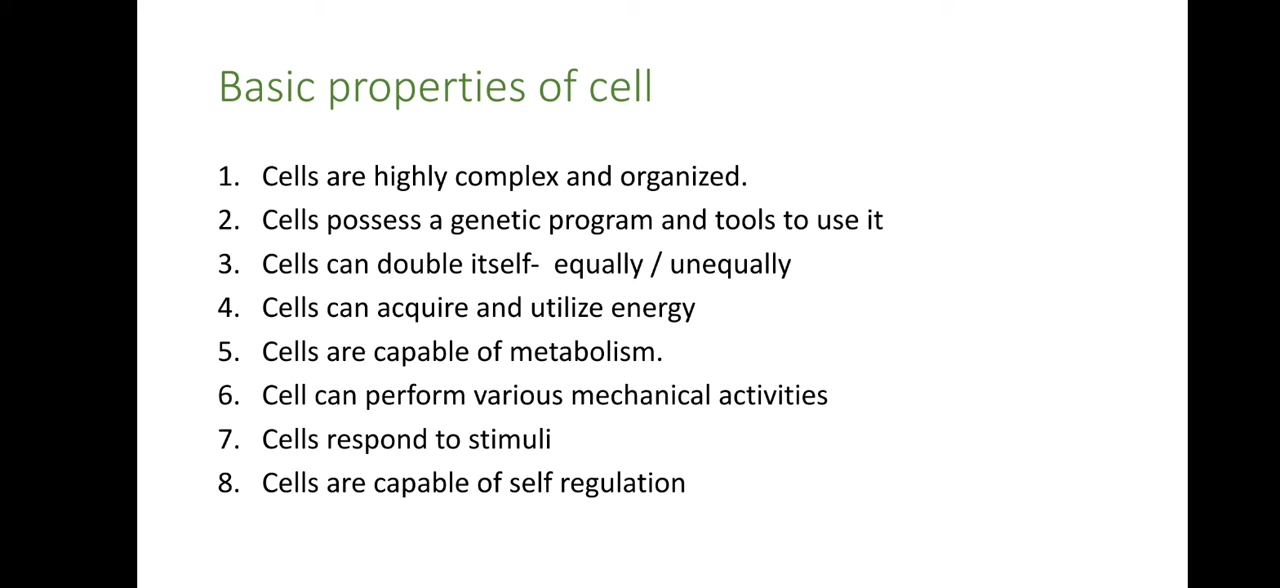 Basic properties of cell
1. Cells are highly complex and organized.
2. Cells possess a genetic program and tools to use it
3. Cells can double itself-  equally / unequally
4. Cells can acquire and utilize energy
5. Cells are capable of metabolism.
6. Cell can perform various mechanical activities
7. Cells respond to stimuli
8. Cells are capable of self regulation